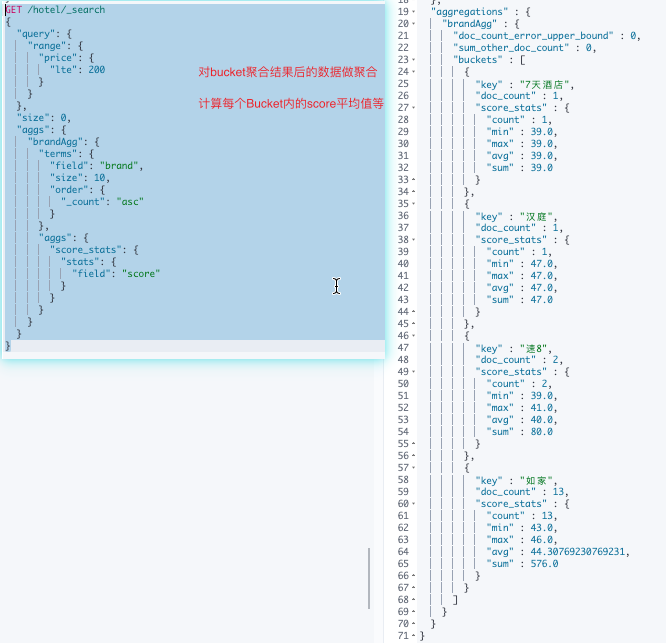 GET /hotel/_search
{
"query": {
"range": {
"price": {
"lte": 200
}
}
},
"size": 0,
"aggs": {
"brandAgg": {
"terms": {
"field": "brand",
"size": 10,
"order": {
"_count": "asc"
}
},
"aggs": {
"score_stats": {
"stats": {
"field": "score"
}
}
}
}
}
}
对bucket聚合结果后的数据做聚合
计算每个Bucket内的score平均值等
19 "aggregations" : {
20 "brandAgg" : {
21 "doc_count_error_upper_bound" : 0,
22 "sum_other_doc_count" : 0,
23 "buckets" : [
24 {
25 "key" : "7天酒店",
26 "doc_count" : 1,
27 "score_stats" : {
28 "count" : 1,
29 "min" : 39.0,
30 "max" : 39.0,
31 "avg" : 39.0,
32 "sum" : 39.0
33 }
34 },
35 {
36 "key" : "汉庭",
37 "doc_count" : 1,
38 "score_stats" : {
39 "count" : 1,
40 "min" : 47.0,
41 "max" : 47.0,
42 "avg" : 47.0,
43 "sum" : 47.0
44 }
45 },
46 {
47 "key" : "速8",
48 "doc_count" : 2,
49 "score_stats" : {
50 "count" : 2,
51 "min" : 39.0,
52 "max" : 41.0,
53 "avg" : 40.0,
54 "sum" : 80.0
55 }
56 },
57 {
58 "key" : "如家",
59 "doc_count" : 13,
60 "score_stats" : {
61 "count" : 13,
62 "min" : 43.0,
63 "max" : 46.0,
64 "avg" : 44.30769230769231,
65 "sum" : 576.0
66 }
67 }
68 ]
69 }
70 }
71 }